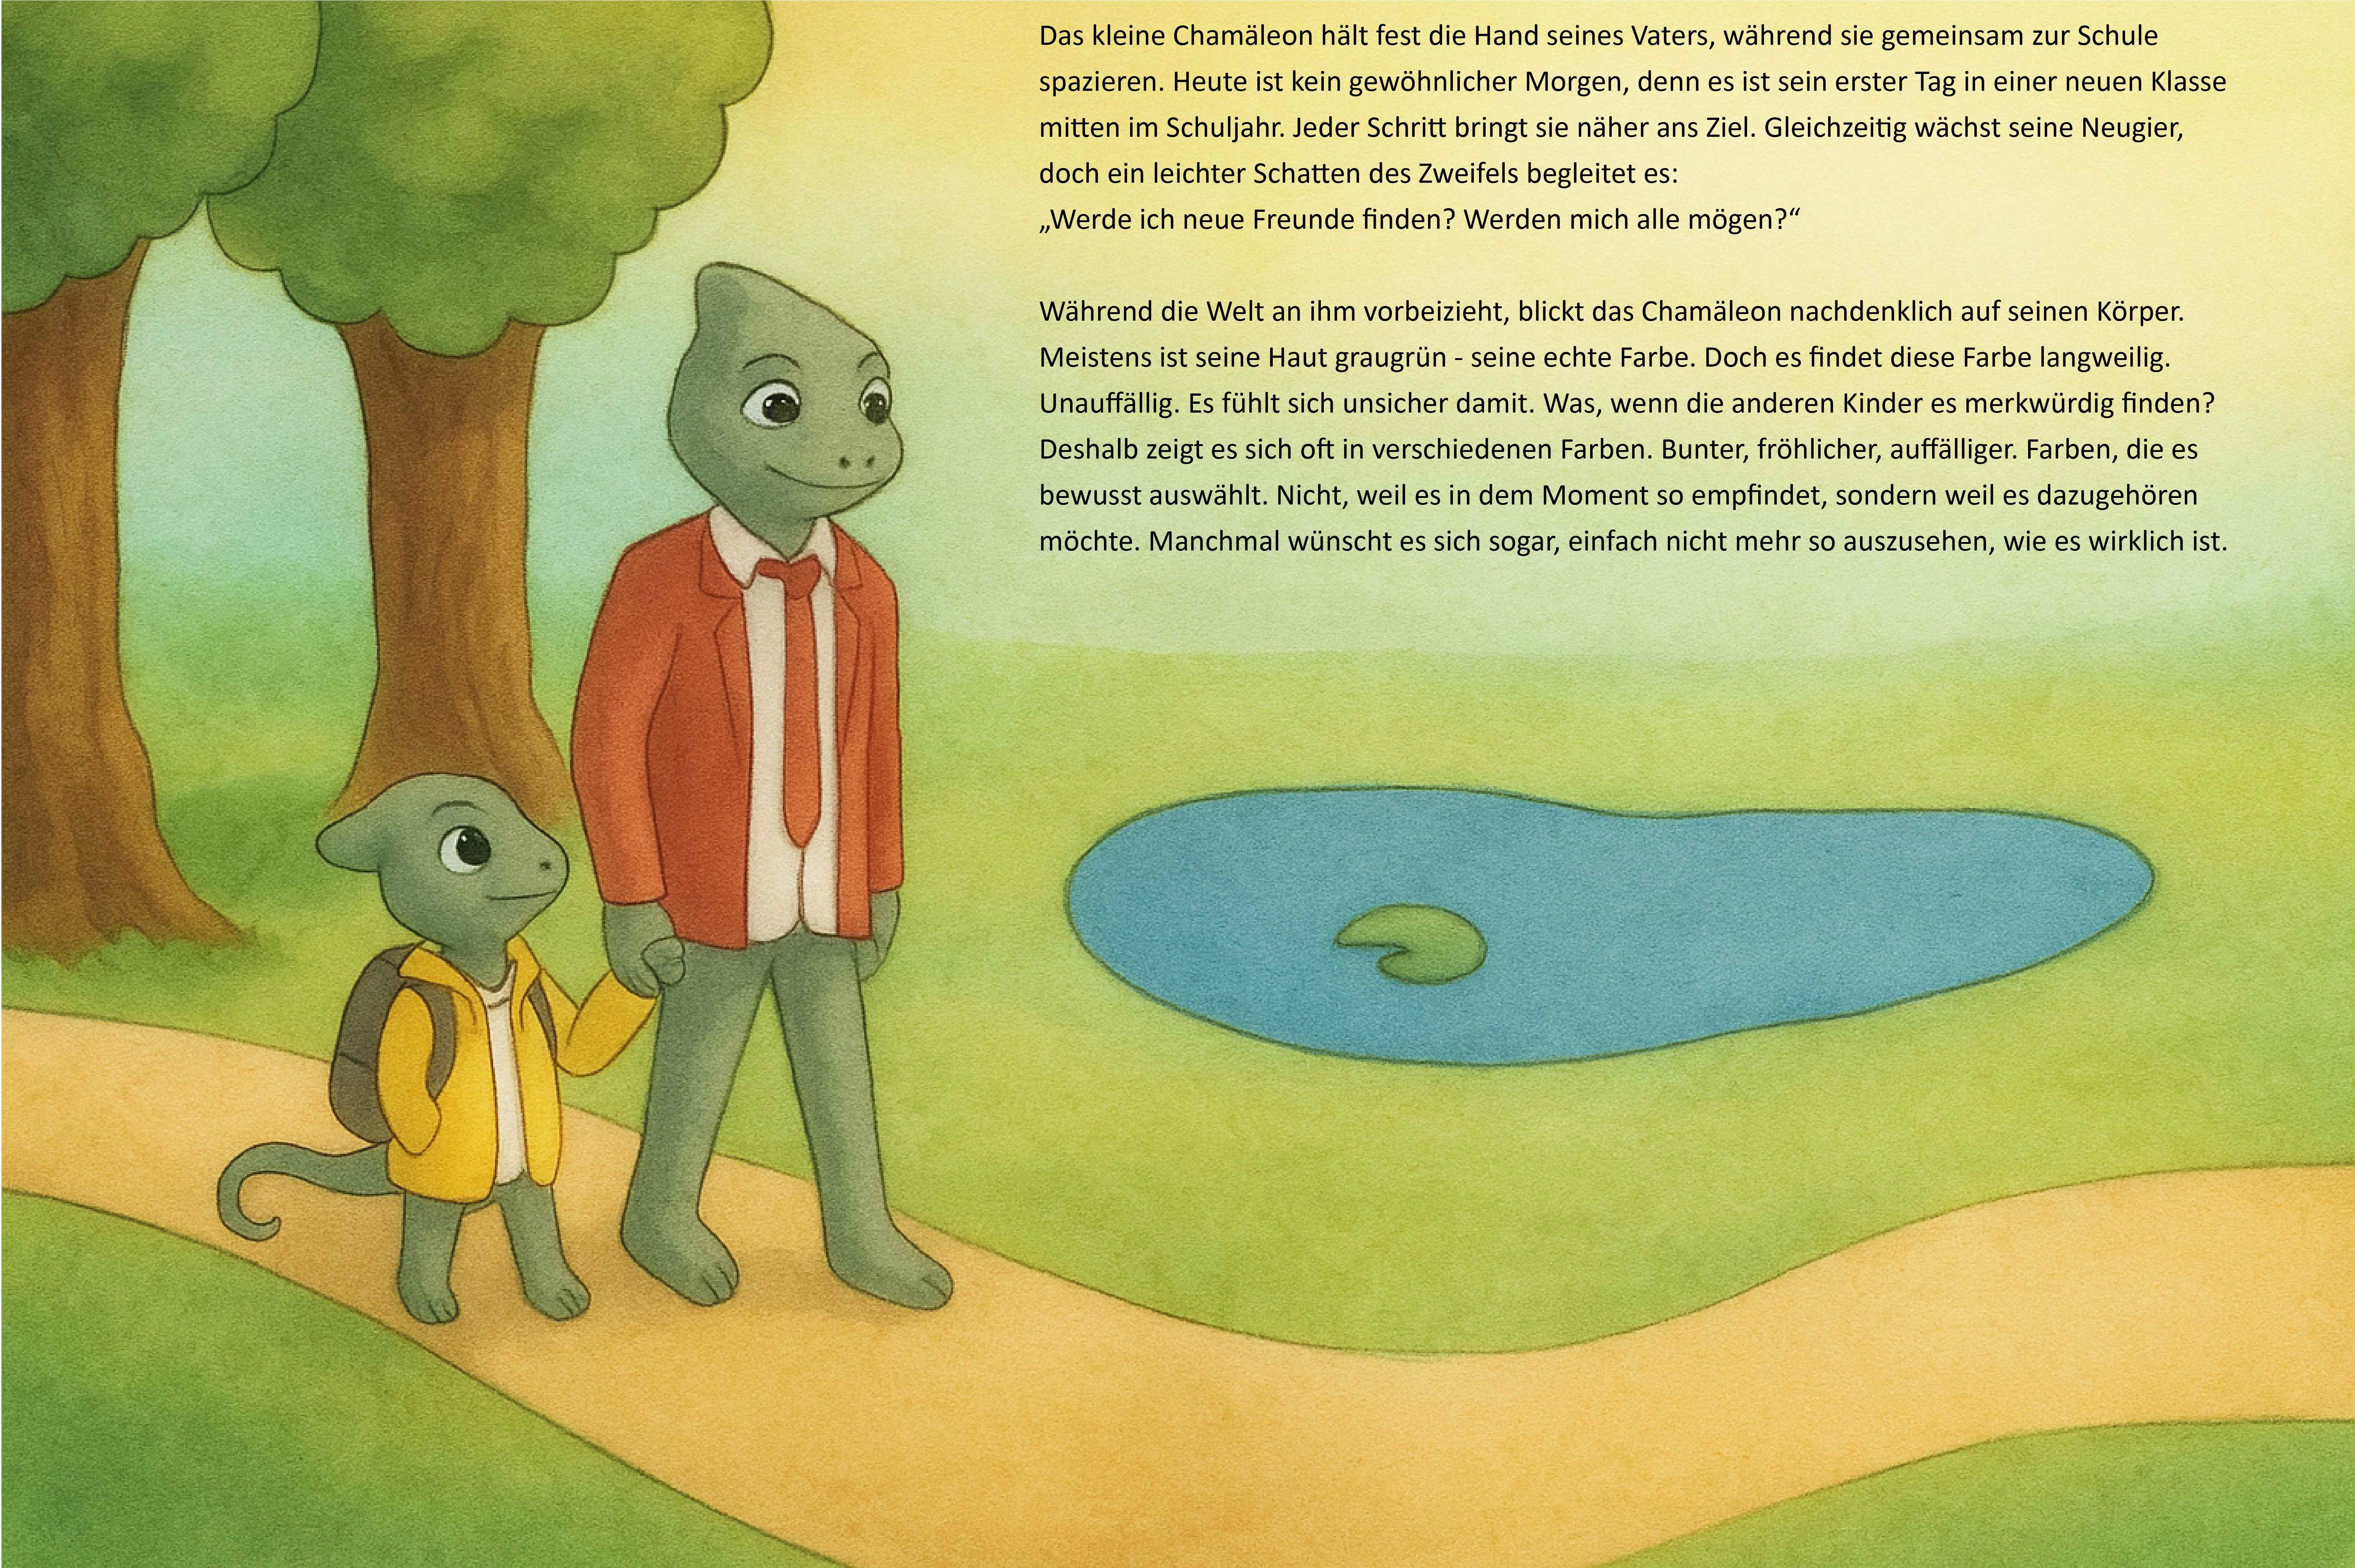 Das kleine Chamäleon hält fest die Hand seines Vaters, während sie gemeinsam zur Schule
spazieren. Heute ist kein gewöhnlicher Morgen, denn es ist sein erster Tag in einer neuen Klasse
mitten im Schuljahr. Jeder Schritt bringt sie näher ans Ziel. Gleichzeitig wächst seine Neugier,
doch ein leichter Schatten des Zweifels begleitet es:
„Werde ich neue Freunde finden? Werden mich alle mögen?“
Während die Welt an ihm vorbeizieht, blickt das Chamäleon nachdenklich auf seinen Körper.
Meistens ist seine Haut graugrün - seine echte Farbe. Doch es findet diese Farbe langweilig.
Unauffällig. Es fühlt sich unsicher damit. Was, wenn die anderen Kinder es merkwürdig finden?
Deshalb zeigt es sich oft in verschiedenen Farben. Bunter, fröhlicher, auffälliger. Farben, die es
bewusst auswählt. Nicht, weil es in dem Moment so empfindet, sondern weil es dazugehören
möchte. Manchmal wünscht es sich sogar, einfach nicht mehr so auszusehen, wie es wirklich ist.